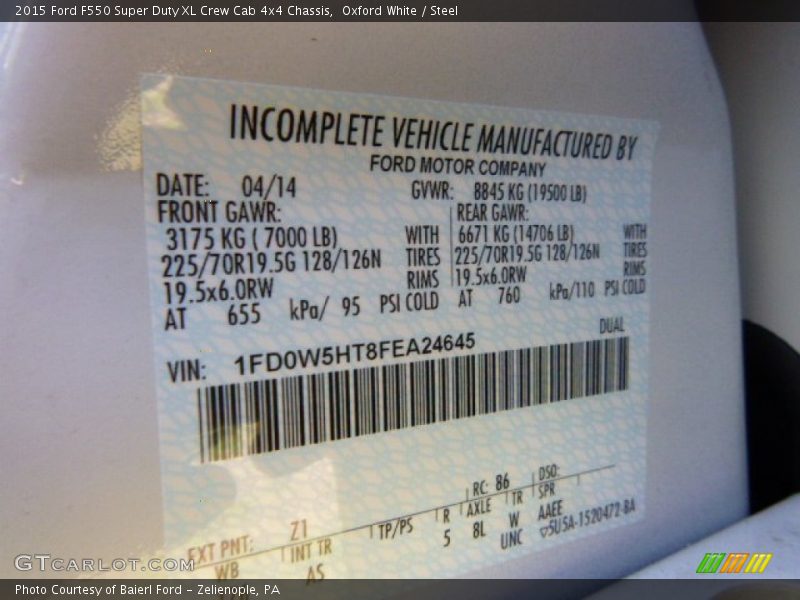 2015 Ford F550 Super Duty XL Crew Cab 4x4 Chassis, Oxford White / Steel
INCOMPLETE VEHICLE MANUFACTURED BY
FORD MOTOR COMPANY
DATE: 04/14 GVWR: 8845 KG (19500 LB)
FRONT GAWR: REAR GAWR:
3175 KG ( 7000 LB) WITH 6671 KG (14706 LB) WITH
225/70R19.5G 128/126N TIRES 225/70R19.5G 128/126N TIRES
19.5x6.0RW RIMS 19.5x6.0RW RIMS
AT 655 kPa/ 95 PSI COLD AT 760 kPa/110 PSI COLD
DUAL
VIN: 1FD0W5HT8FEA24645
RC: 86 DSO:
EXT PNT: Z1 INT TR TP/PS R AXLE TR SPR
WB AS 5 8L W AAEE
UNC ▽5U5A-1520472-BA
GTCARLOT.COM
Photo Courtesy of Baierl Ford – Zelienople, PA